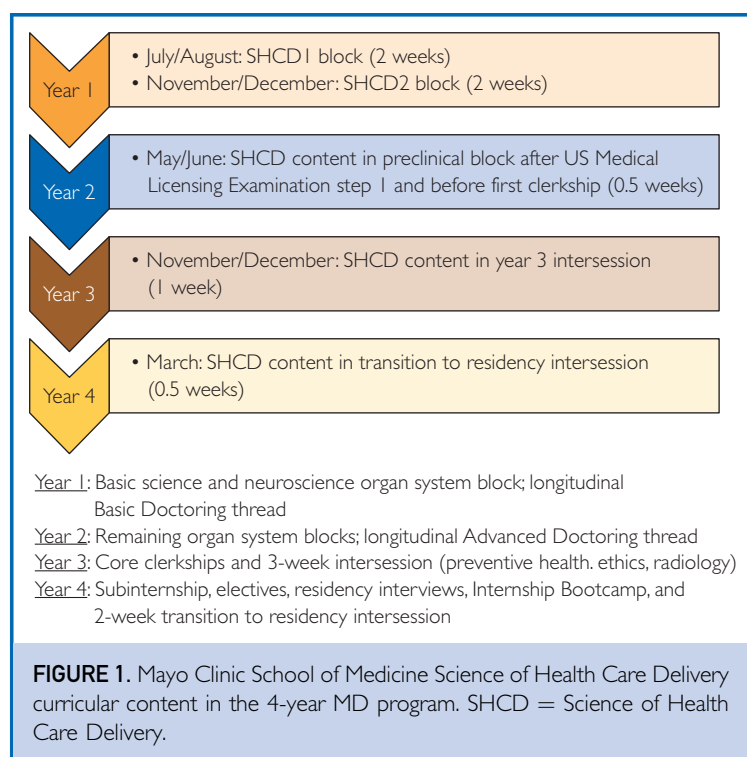 Year 1
• July/August: SHCD1 block (2 weeks)
• November/December: SHCD2 block (2 weeks)
Year 2
• May/June: SHCD content in preclinical block after US Medical
Licensing Examination step 1 and before first clerkship (0.5 weeks)
Year 3
• November/December: SHCD content in year 3 intersession
(1 week)
Year 4
• March: SHCD content in transition to residency intersession
(0.5 weeks)
Year 1: Basic science and neuroscience organ system block; longitudinal
Basic Doctoring thread
Year 2: Remaining organ system blocks; longitudinal Advanced Doctoring thread
Year 3: Core clerkships and 3-week intersession (preventive health. ethics, radiology)
Year 4: Subinternship, electives, residency interviews, Internship Bootcamp, and
2-week transition to residency intersession
FIGURE 1. Mayo Clinic School of Medicine Science of Health Care Delivery
curricular content in the 4-year MD program. SHCD = Science of Health
Care Delivery.